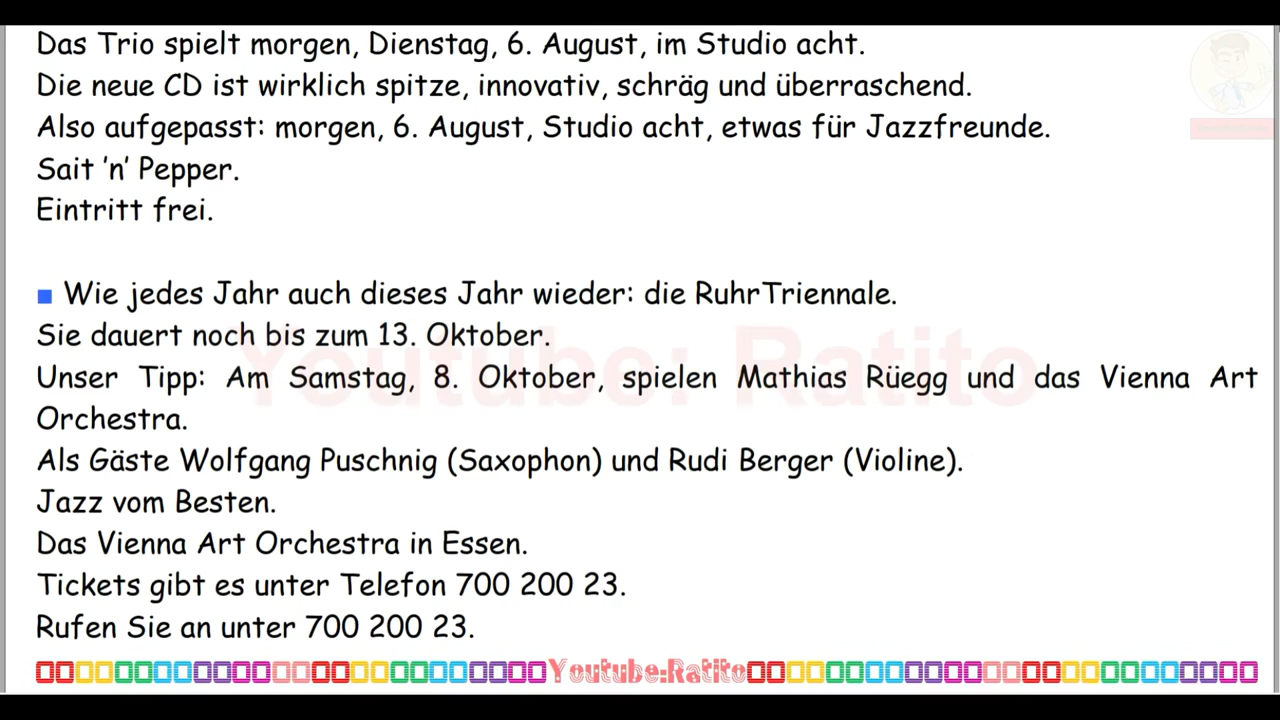 Das Trio spielt morgen, Dienstag, 6. August, im Studio acht.
Die neue CD ist wirklich spitze, innovativ, schräg und überraschend.
Also aufgepasst: morgen, 6. August, Studio acht, etwas für Jazzfreunde.
Sait ’n’ Pepper.
Eintritt frei.
■ Wie jedes Jahr auch dieses Jahr wieder: die RuhrTriennale.
Sie dauert noch bis zum 13. Oktober.
Unser Tipp: Am Samstag, 8. Oktober, spielen Mathias Rüegg und das Vienna Art
Orchestra.
Als Gäste Wolfgang Puschnig (Saxophon) und Rudi Berger (Violine).
Jazz vom Besten.
Das Vienna Art Orchestra in Essen.
Tickets gibt es unter Telefon 700 200 23.
Rufen Sie an unter 700 200 23.
Youtube: Ratito
Youtube:Ratito